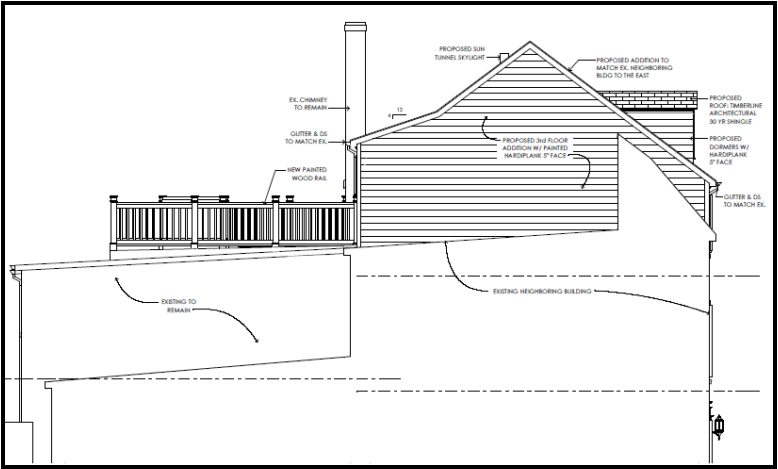 PROPOSED SUN
TUNNEL SKYLIGHT
PROPOSED ADDITION TO
MATCH EX. NEIGHBORING
BLDG TO THE EAST
EX. CHIMNEY
TO REMAIN
12
4
PROPOSED
ROOF: TIMBERLINE
ARCHITECTURAL
30 YR SHINGLE
GUTTER & DS
TO MATCH EX.
PROPOSED 3rd FLOOR
ADDITION W/ PAINTED
HARDIPLANK 5" FACE
PROPOSED
DORMERS W/
HARDIPLANK
5" FACE
NEW PAINTED
WOOD RAIL
GUTTER & DS
TO MATCH EX.
EXISTING TO
REMAIN
EXISTING NEIGHBORING BUILDING